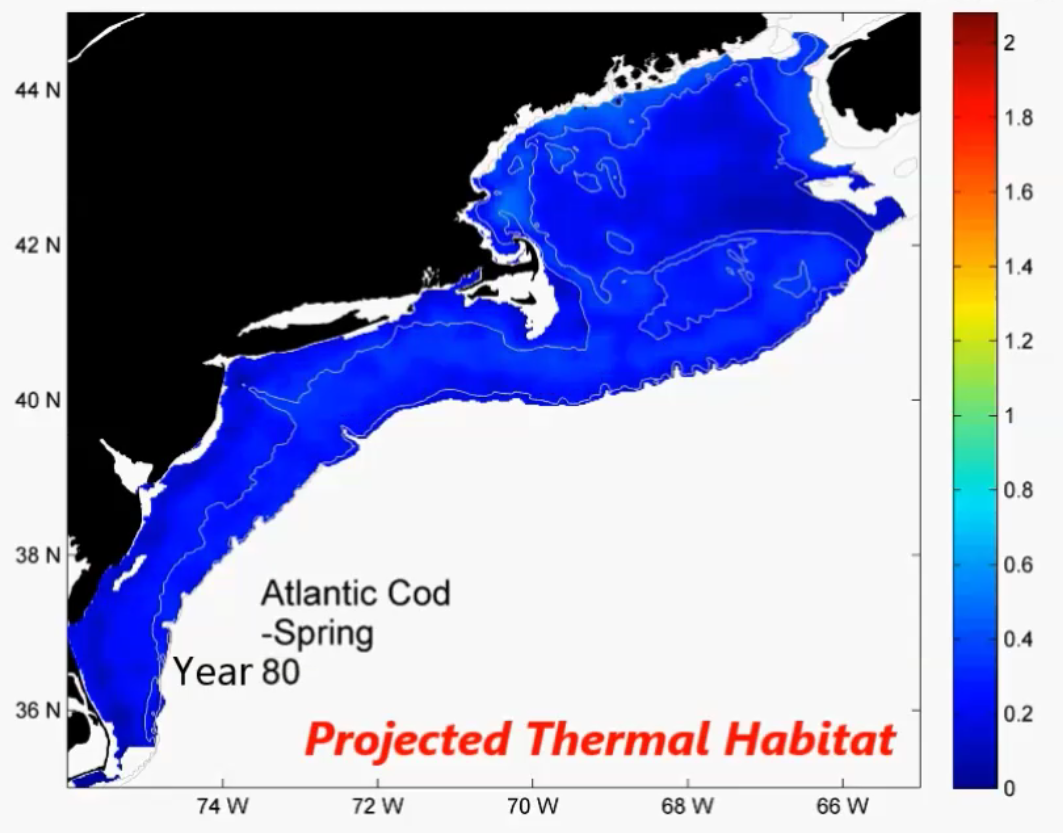 44 N
42 N
40 N
38 N
36 N
74 W
72 W
70 W
68 W
66 W
Atlantic Cod
-Spring
Year 80
Projected Thermal Habitat
2
1.8
1.6
1.4
1.2
1
0.8
0.6
0.4
0.2
0